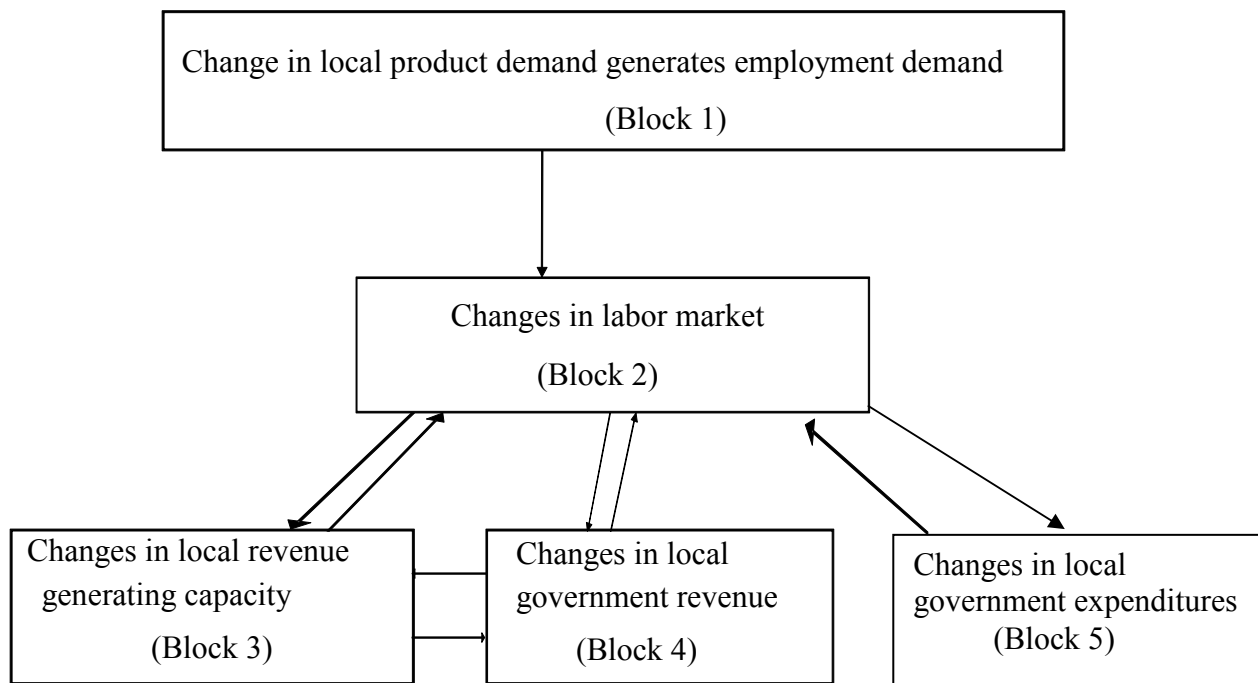 Change in local product demand generates employment demand
(Block 1)
Changes in labor market
(Block 2)
Changes in local revenue
generating capacity
(Block 3)
Changes in local
government revenue
(Block 4)
Changes in local
government expenditures
(Block 5)